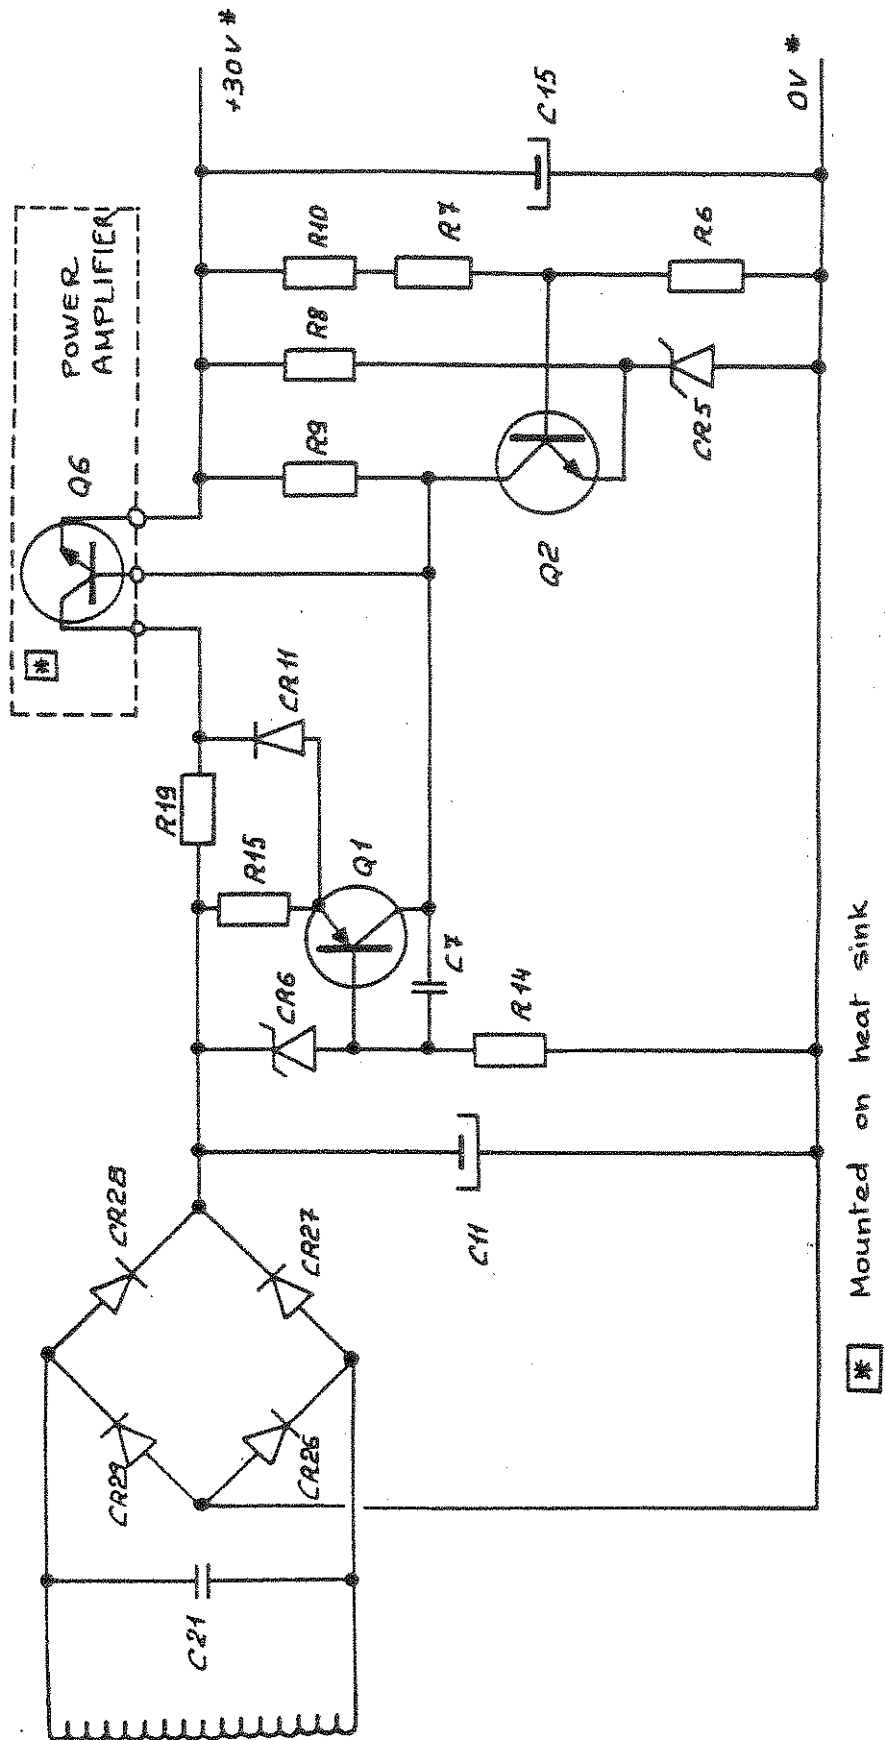 POWER
AMPLIFIER
Q6
+30V *
*
R19
R15
CR11
R9
R8
R10
R7
C15
CR28
CR6
Q1
C7
Q2
CR5
R6
0V *
CR29
CR27
CR26
C21
C11
R14
* Mounted on heat sink